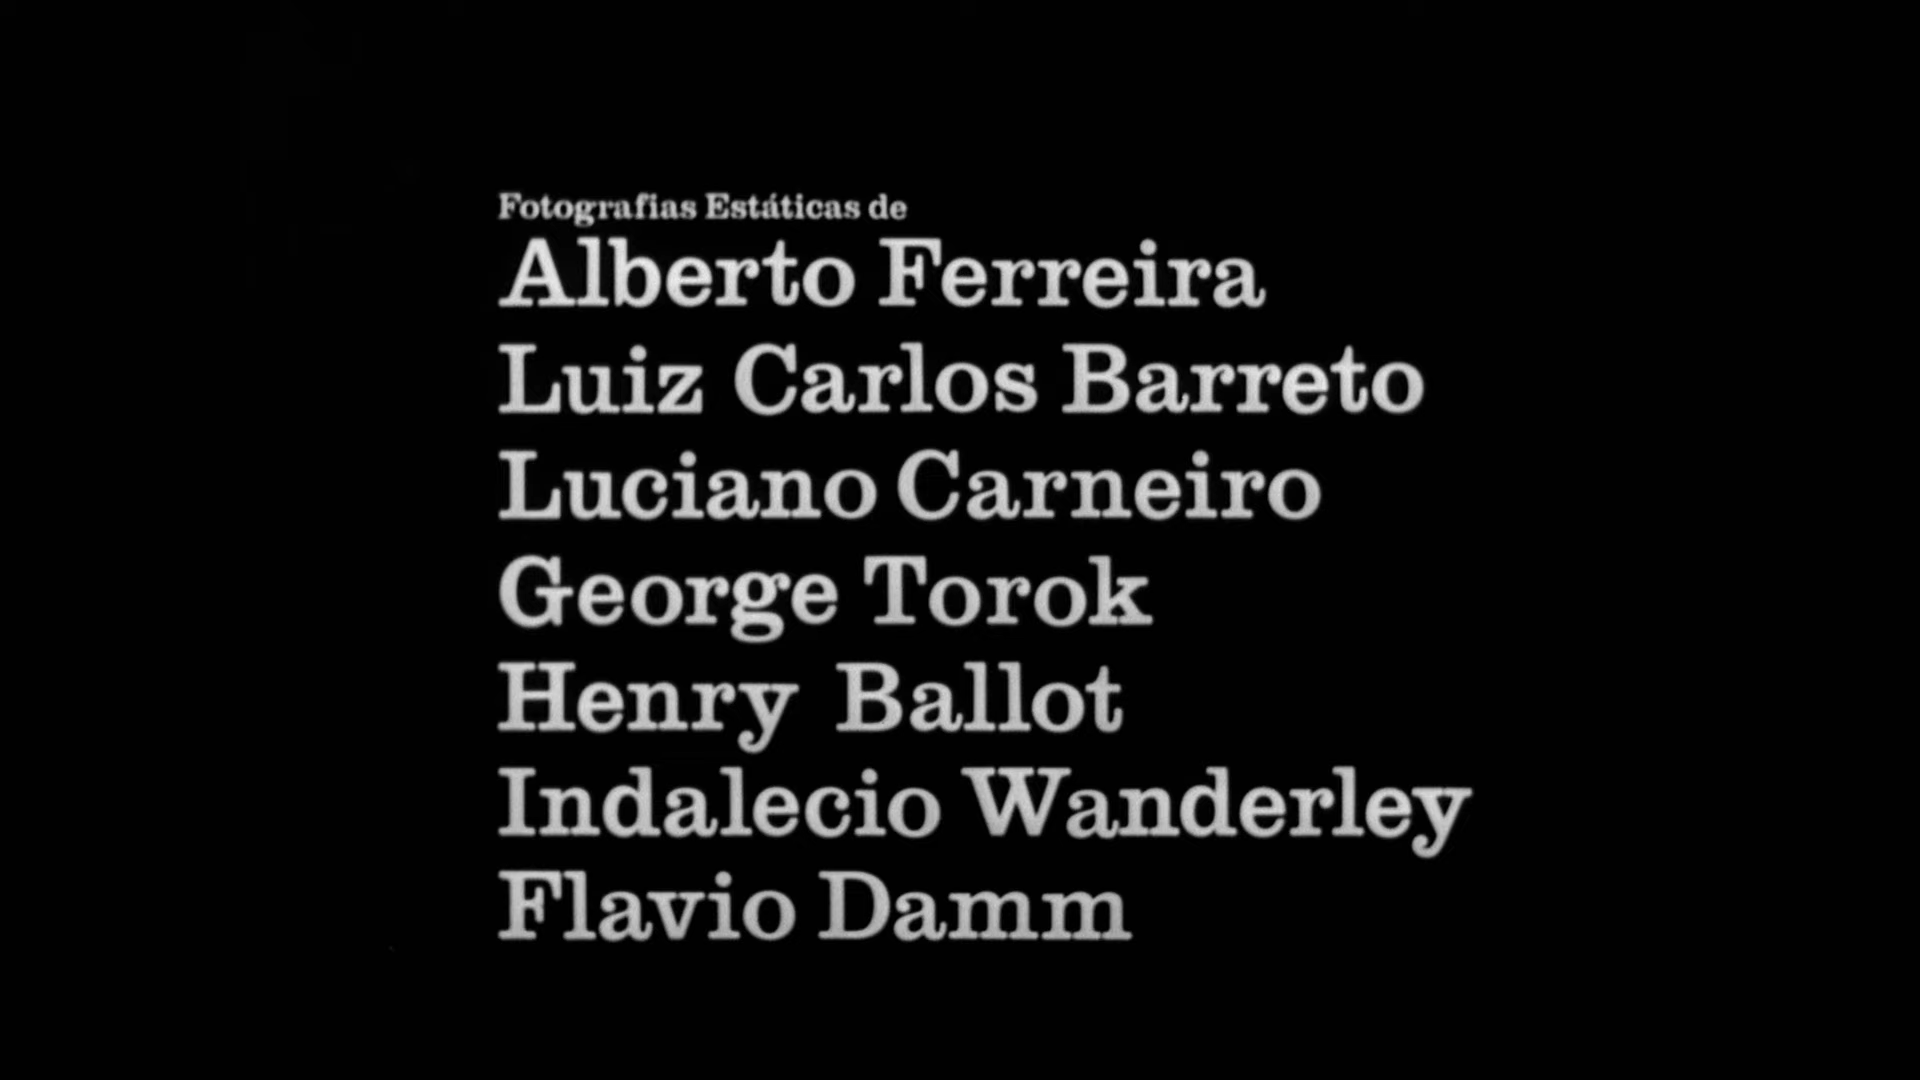 Fotografias Estáticas de
Alberto Ferreira
Luiz Carlos Barreto
Luciano Carneiro
George Torok
Henry Ballot
Indalecio Wanderley
Flavio Damm